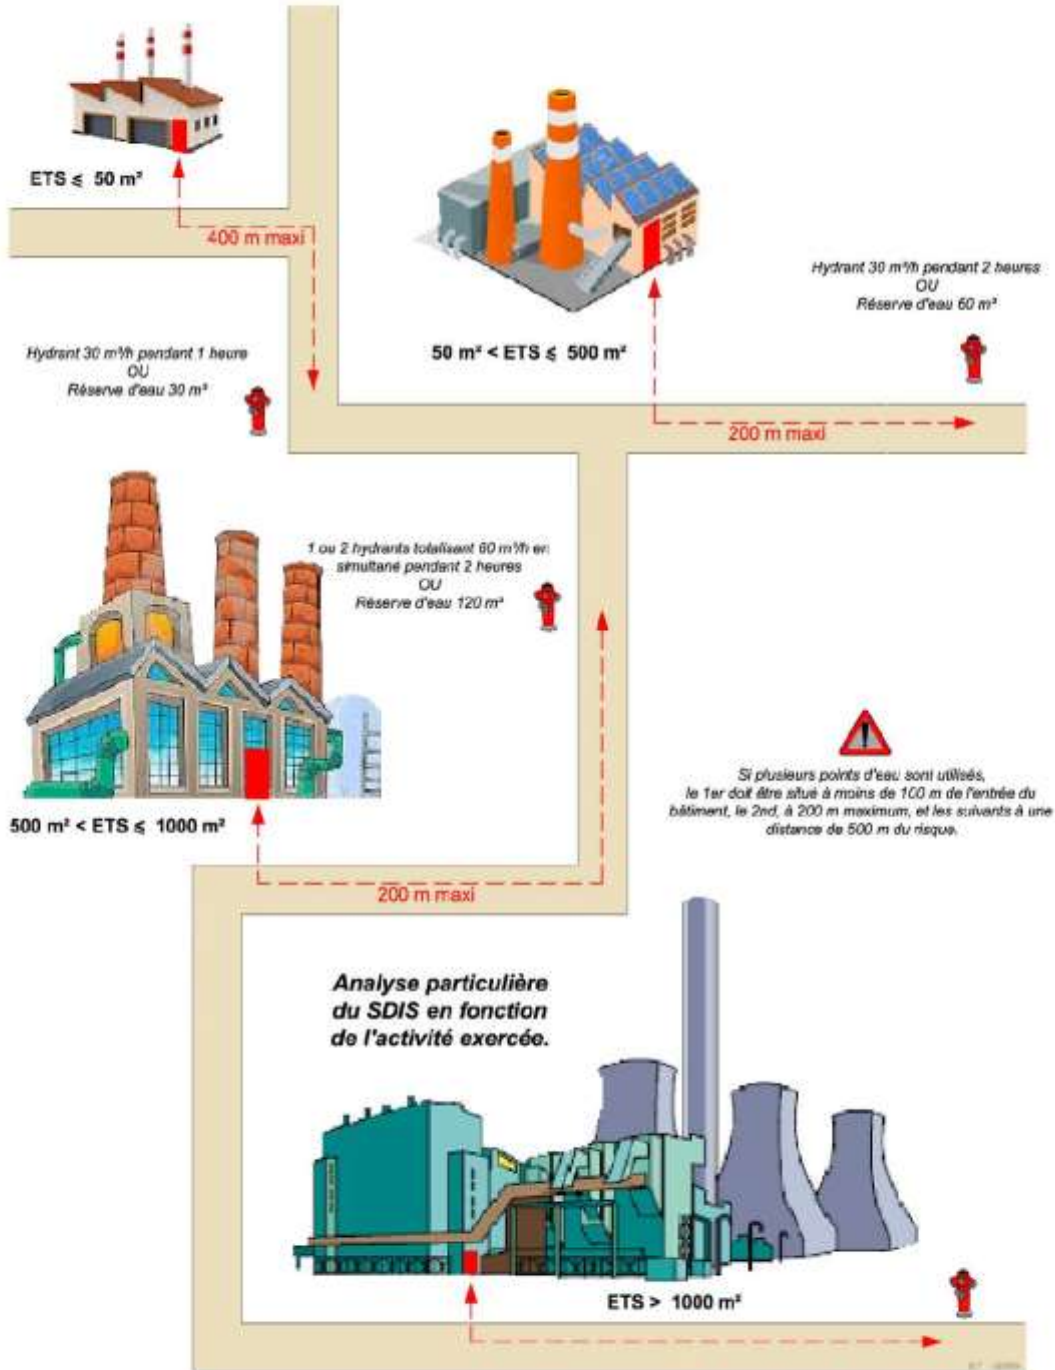 ETS ⩽ 50 m²
400 m maxi
Hydrant 30 m³/h pendant 2 heures
OU
Réserve d'eau 60 m³
50 m² < ETS ⩽ 500 m²
Hydrant 30 m³/h pendant 1 heure
OU
Réserve d'eau 30 m³
200 m maxi
1 ou 2 hydrants totalisant 60 m³/h en
simultané pendant 2 heures
OU
Réserve d'eau 120 m³
Si plusieurs points d'eau sont utilisés,
le 1er doit être situé à moins de 100 m de l'entrée du
bâtiment, le 2nd, à 200 m maximum, et les suivants à une
distance de 500 m du risque.
500 m² < ETS ⩽ 1000 m²
200 m maxi
Analyse particulière
du SDIS en fonction
de l'activité exercée.
ETS > 1000 m²